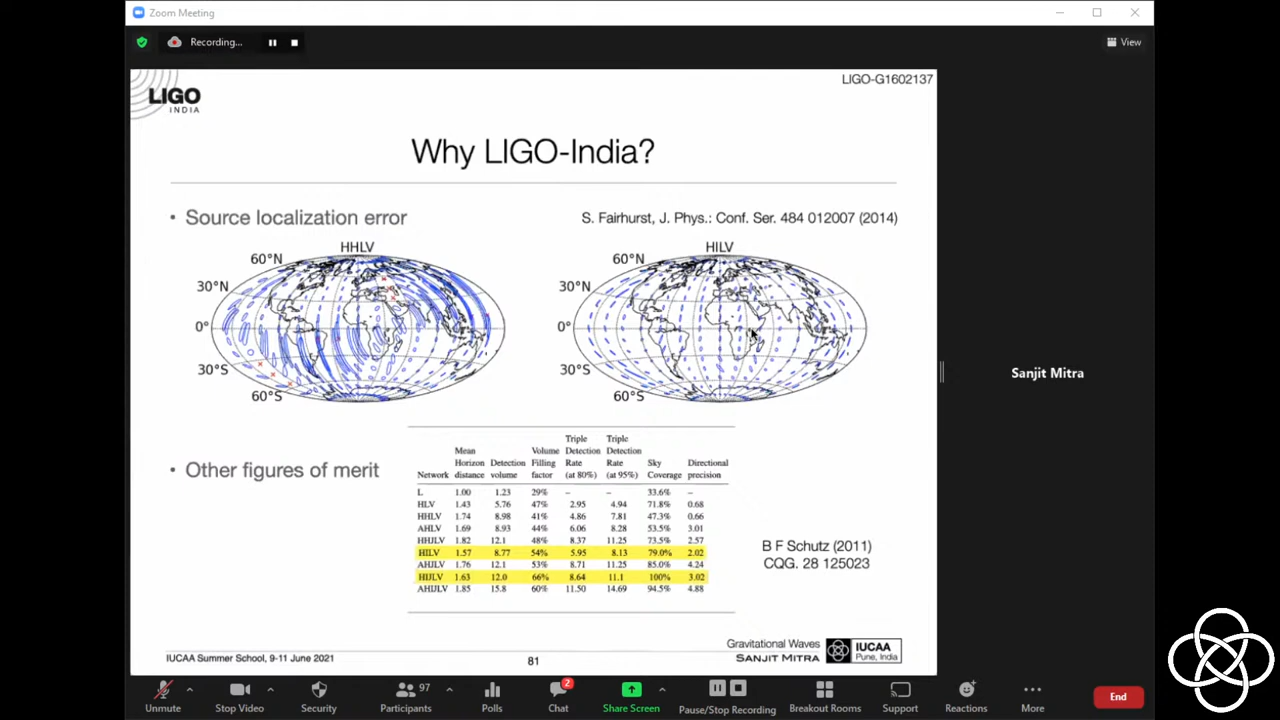 Zoom Meeting
Recording...
View
LIGO-G1602137
LIGO
INDIA
Why LIGO-India?
• Source localization error
S. Fairhurst, J. Phys.: Conf. Ser. 484 012007 (2014)
HHLV
HILV
60°N
60°N
30°N
30°N
0°
0°
30°S
30°S
60°S
60°S
Sanjit Mitra
• Other figures of merit
Network Mean Horizon distance Detection volume Volume Filling factor Triple Detection Rate (at 80%) Triple Detection Rate (at 95%) Sky Coverage Directional precision
L 1.00 1.23 29% – – 33.6% –
HLV 1.43 5.76 47% 2.95 4.94 71.8% 0.68
HHLV 1.74 8.98 41% 4.86 7.81 47.3% 0.66
AHLV 1.69 8.93 44% 6.06 8.28 53.5% 3.01
HHJLV 1.82 12.1 48% 8.37 11.25 73.5% 2.57
HILV 1.57 8.77 54% 5.95 8.13 79.0% 2.02
AHJLV 1.76 12.1 53% 8.71 11.25 85.0% 4.24
HIJLV 1.63 12.0 66% 8.64 11.1 100% 3.02
AHIJLV 1.85 15.8 60% 11.50 14.69 94.5% 4.88
B F Schutz (2011)
CQG. 28 125023
IUCAA Summer School, 9-11 June 2021
81
Gravitational Waves
SANJIT MITRA
IUCAA
Pune, India
Unmute
Stop Video
Security
97
Participants
Polls
2
Chat
Share Screen
Pause/Stop Recording
Breakout Rooms
Support
Reactions
More
End